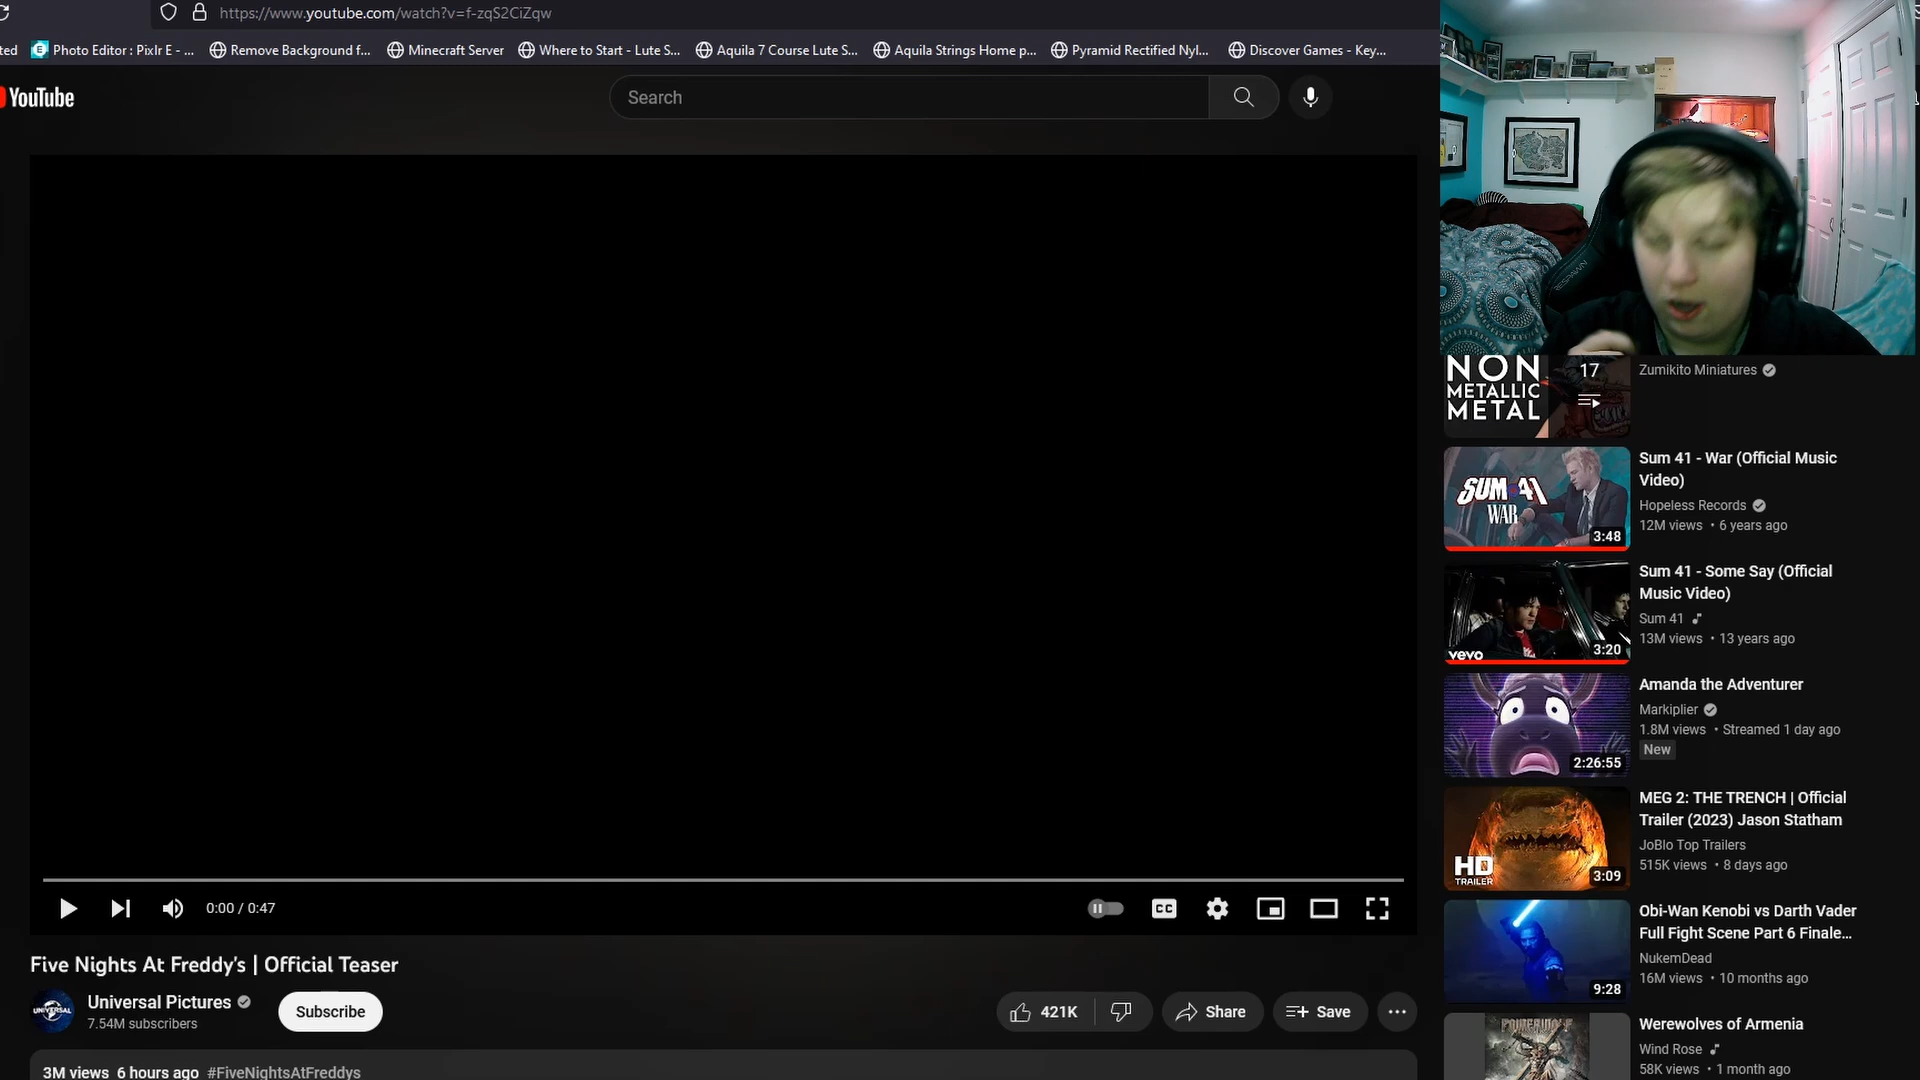 https://www.youtube.com/watch?v=f-zqS2CiZqw
ted Photo Editor : Pixlr E - ... Remove Background f... Minecraft Server Where to Start - Lute S... Aquila 7 Course Lute S... Aquila Strings Home p... Pyramid Rectified Nyl... Discover Games - Key...
YouTube
Search
NON METALLIC METAL
17
Zumikito Miniatures
SUM 41
WAR
3:48
Sum 41 - War (Official Music Video)
Hopeless Records
12M views • 6 years ago
vevo
3:20
Sum 41 - Some Say (Official Music Video)
Sum 41
13M views • 13 years ago
2:26:55
Amanda the Adventurer
Markiplier
1.8M views • Streamed 1 day ago
New
HD
TRAILER
3:09
MEG 2: THE TRENCH | Official Trailer (2023) Jason Statham
JoBlo Top Trailers
515K views • 8 days ago
9:28
Obi-Wan Kenobi vs Darth Vader Full Fight Scene Part 6 Finale...
NukemDead
16M views • 10 months ago
Werewolves of Armenia
Wind Rose
58K views • 1 month ago
0:00 / 0:47
CC
Five Nights At Freddy's | Official Teaser
UNIVERSAL
Universal Pictures
7.54M subscribers
Subscribe
421K
Share
Save
3M views 6 hours ago #FiveNightsAtFreddys